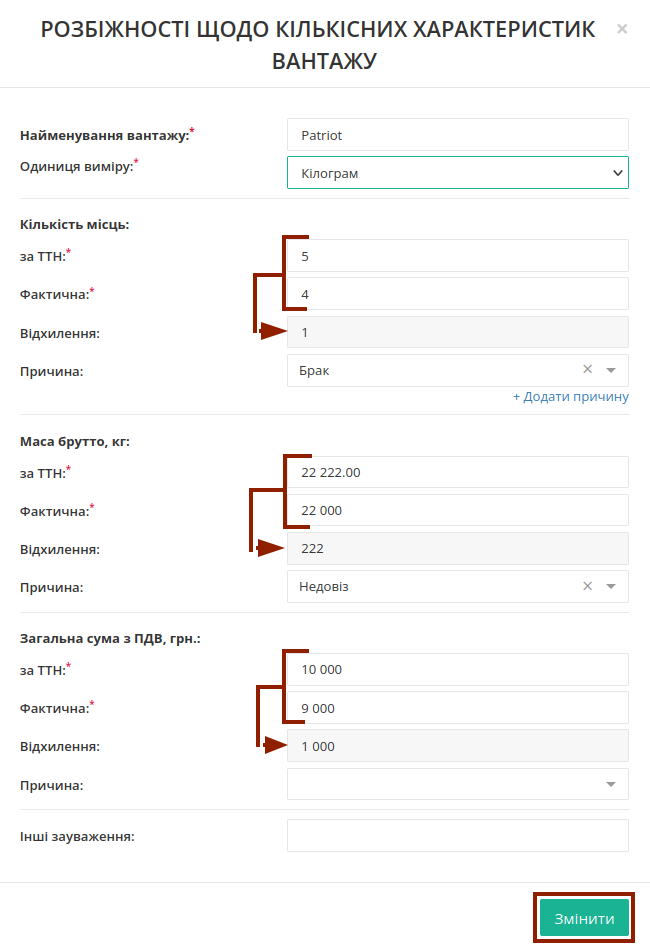 РОЗБІЖНОСТІ ЩОДО КІЛЬКІСНИХ ХАРАКТЕРИСТИК
ВАНТАЖУ
×
Найменування вантажу:* Patriot
Одиниця виміру:* Кілограм
Кількість місць:
за ТТН:* 5
Фактична:* 4
Відхилення: 1
Причина: Брак ×
+ Додати причину
Маса брутто, кг:
за ТТН:* 22 222.00
Фактична:* 22 000
Відхилення: 222
Причина: Недовіз ×
Загальна сума з ПДВ, грн.:
за ТТН:* 10 000
Фактична:* 9 000
Відхилення: 1 000
Причина:
Інші зауваження:
Змінити